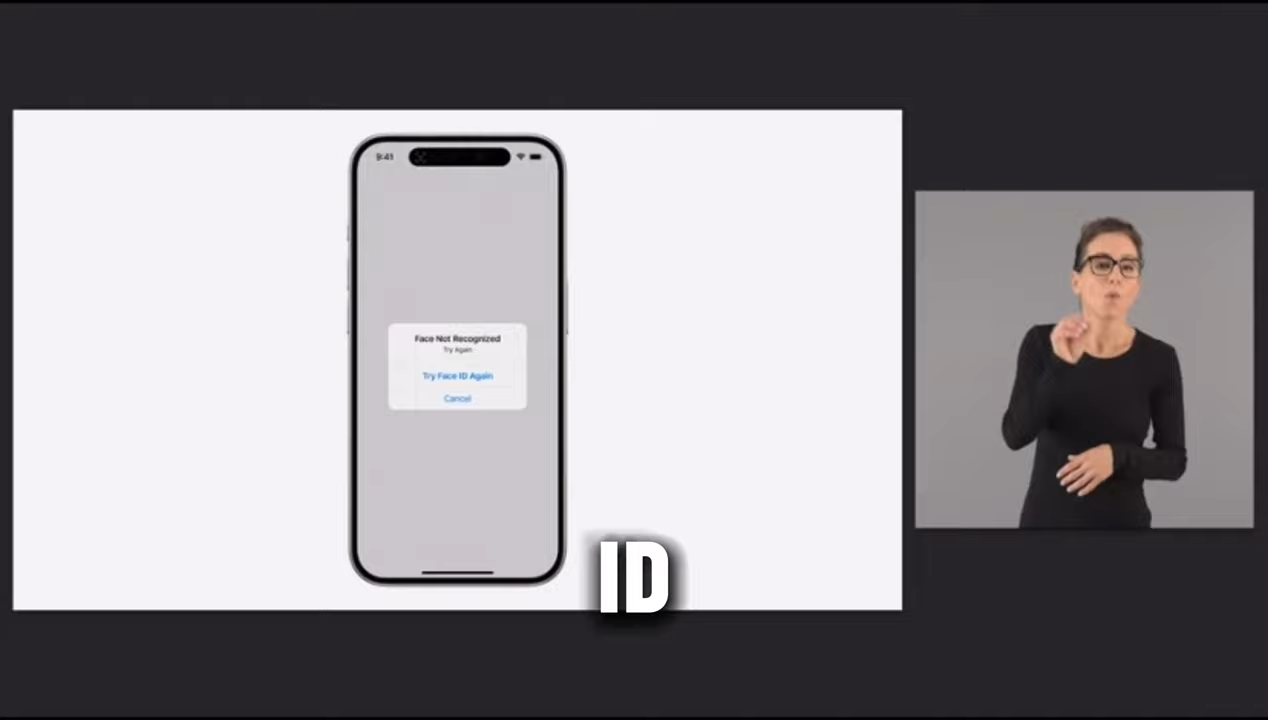 9:41
Face Not Recognized
Try Again
Try Face ID Again
Cancel
ID